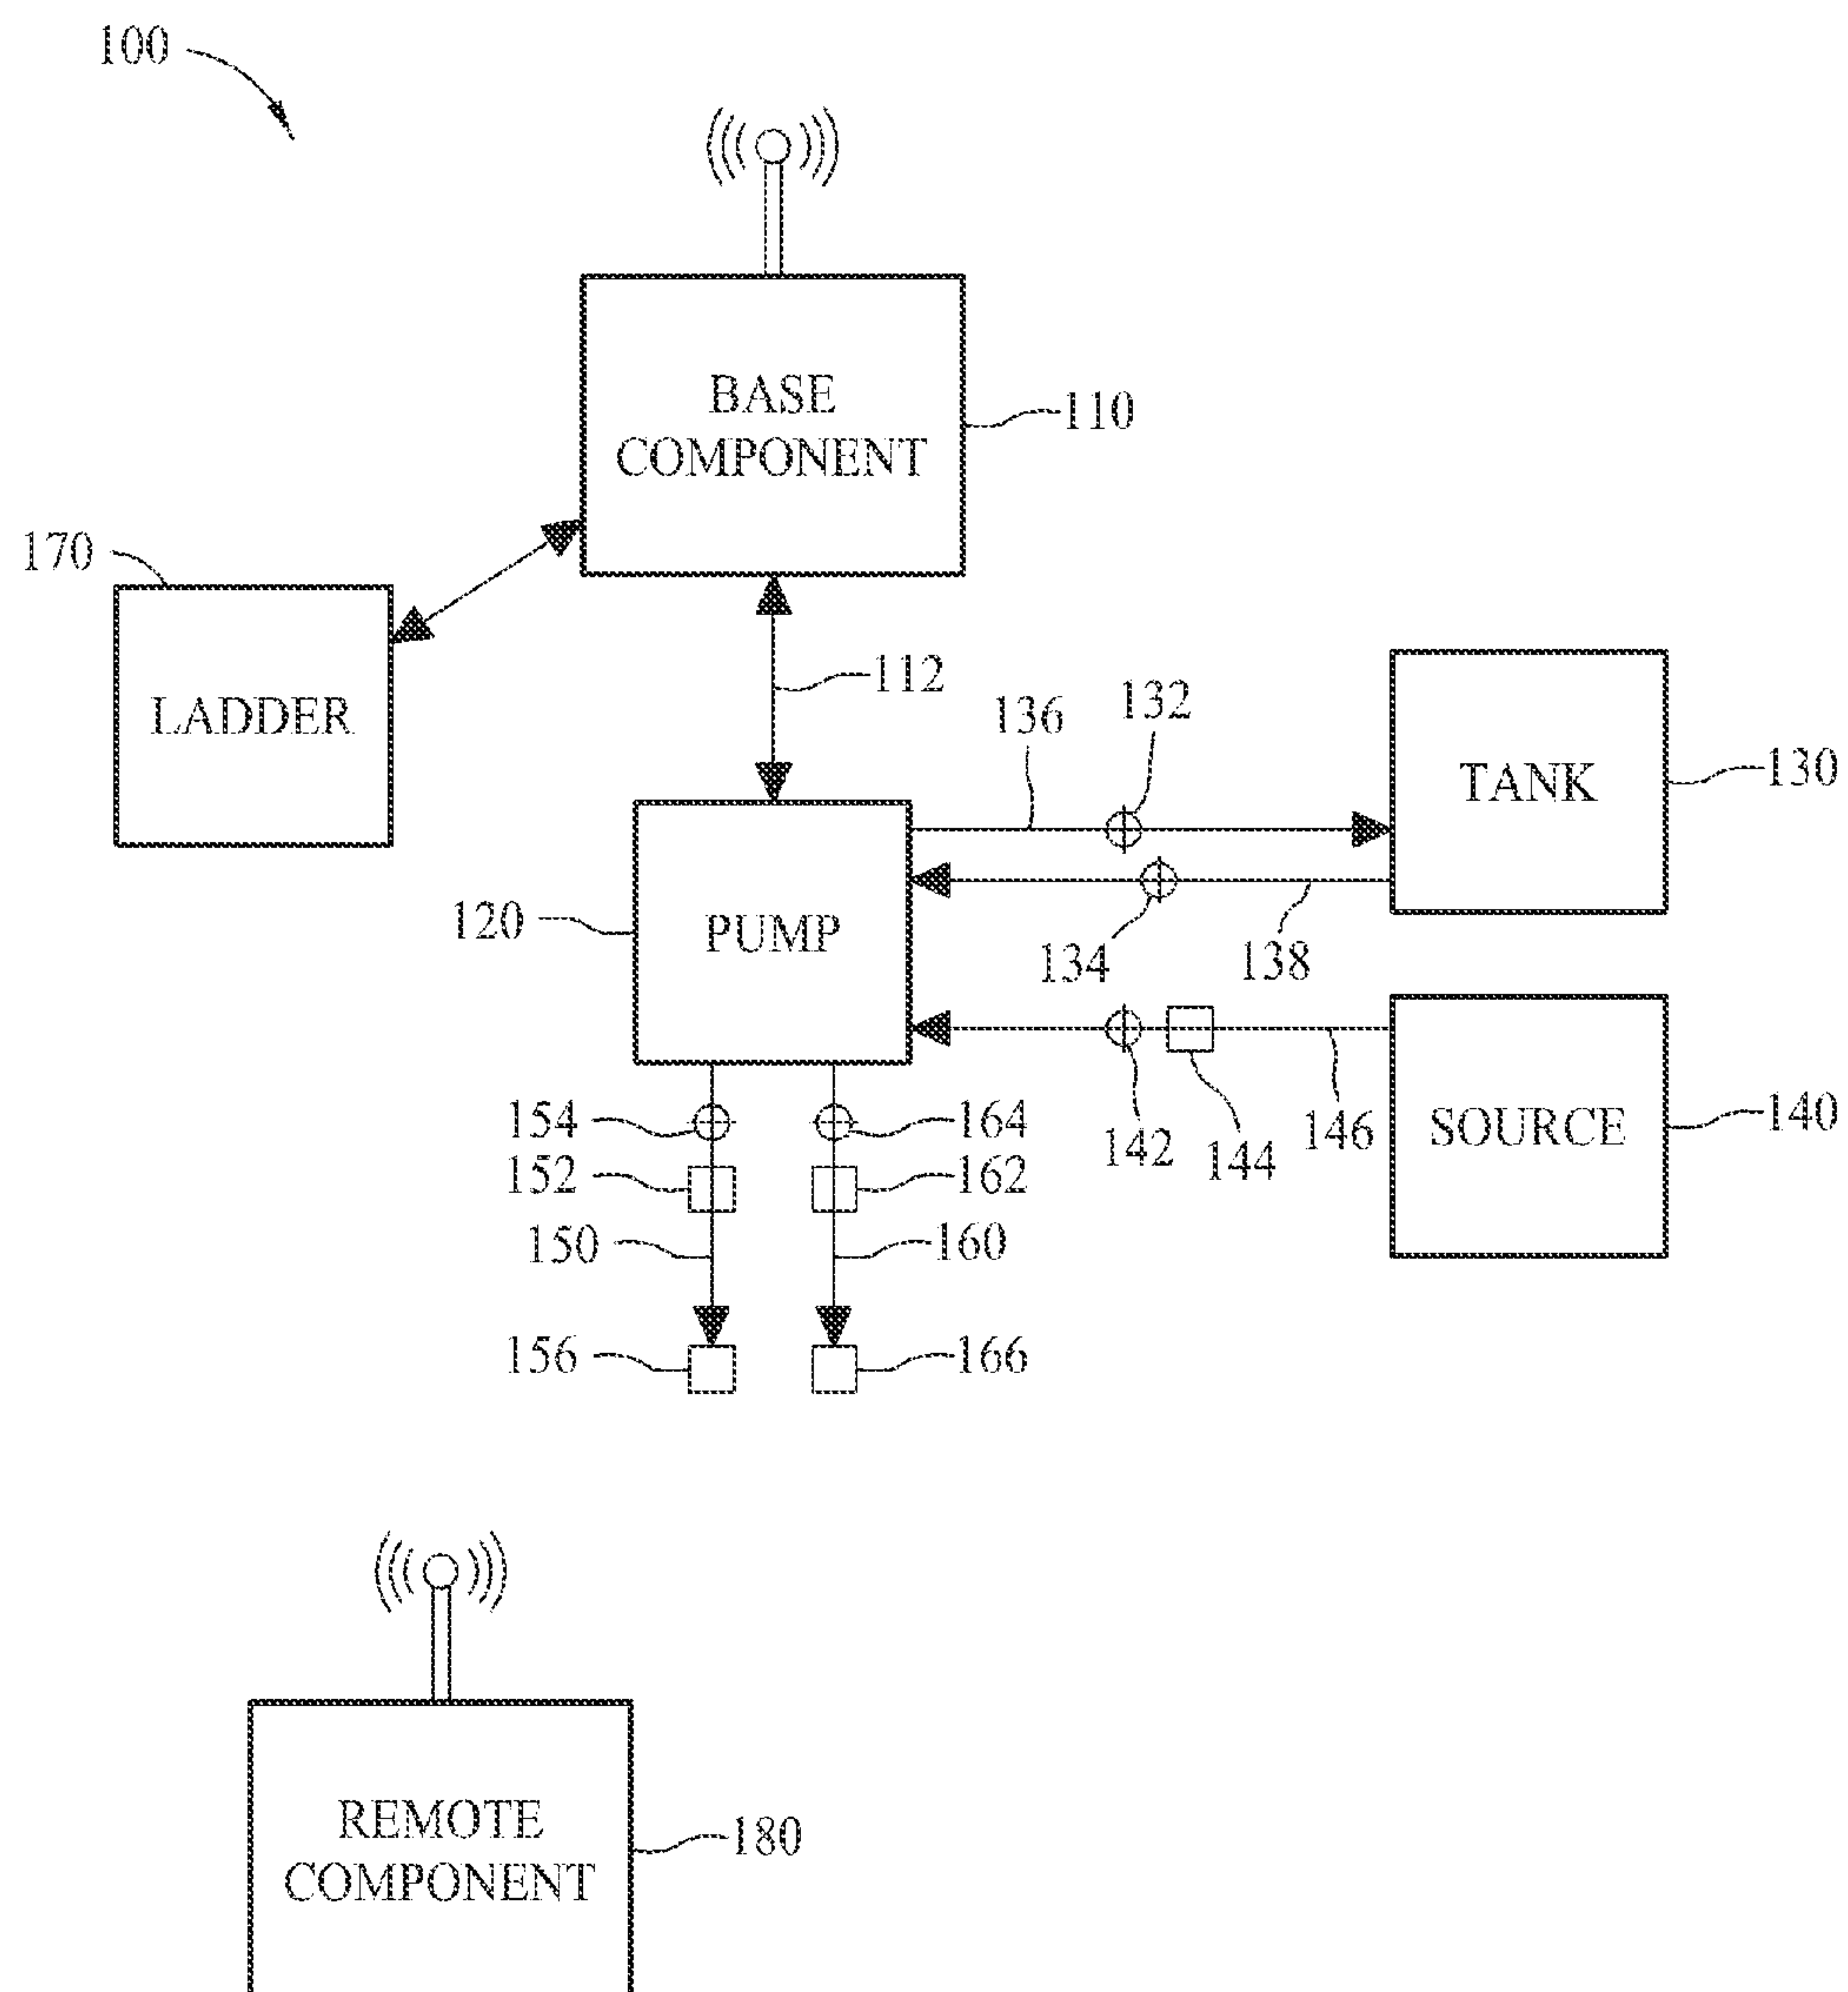 100
BASE
COMPONENT
110
170
LADDER
112
136
132
TANK
130
120
PUMP
134
138
154
164
142
144
146
SOURCE
140
152
162
150
160
156
166
REMOTE
COMPONENT
180